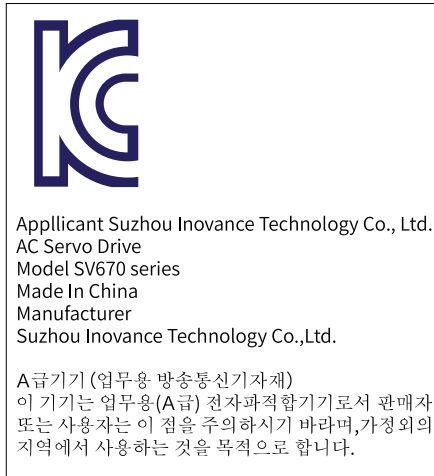 Appllicant Suzhou Inovance Technology Co., Ltd.
AC Servo Drive
Model SV670 series
Made In China
Manufacturer
Suzhou Inovance Technology Co.,Ltd.
A급기기 (업무용 방송통신기자재)
이 기기는 업무용(A급) 전자파적합기기로서 판매자
또는 사용자는 이 점을 주의하시기 바라며,가정외의
지역에서 사용하는 것을 목적으로 합니다.